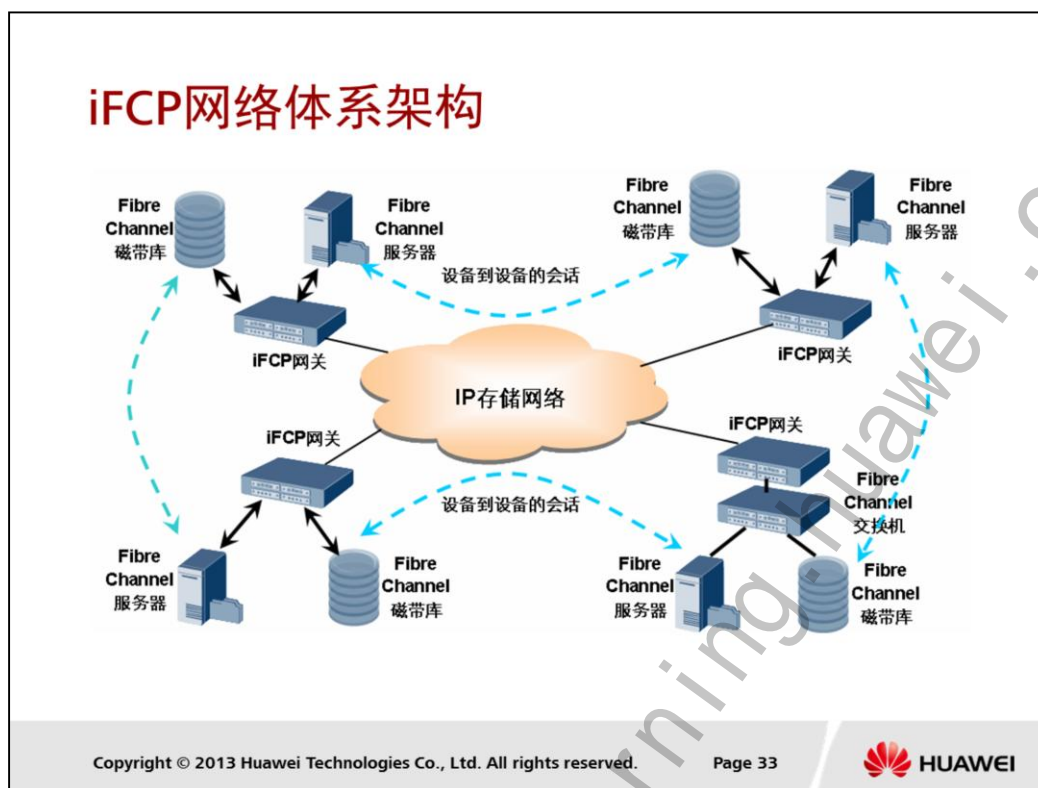 iFCP网络体系架构
Fibre
Channel
磁带库
Fibre
Channel
服务器
Fibre
Channel
磁带库
Fibre
Channel
服务器
设备到设备的会话
iFCP网关
iFCP网关
IP存储网络
iFCP网关
iFCP网关
设备到设备的会话
Fibre
Channel
交换机
Fibre
Channel
服务器
Fibre
Channel
磁带库
Fibre
Channel
服务器
Fibre
Channel
磁带库
rning.huawei.
Copyright © 2013 Huawei Technologies Co., Ltd. All rights reserved.
Page 33
HUAWEI